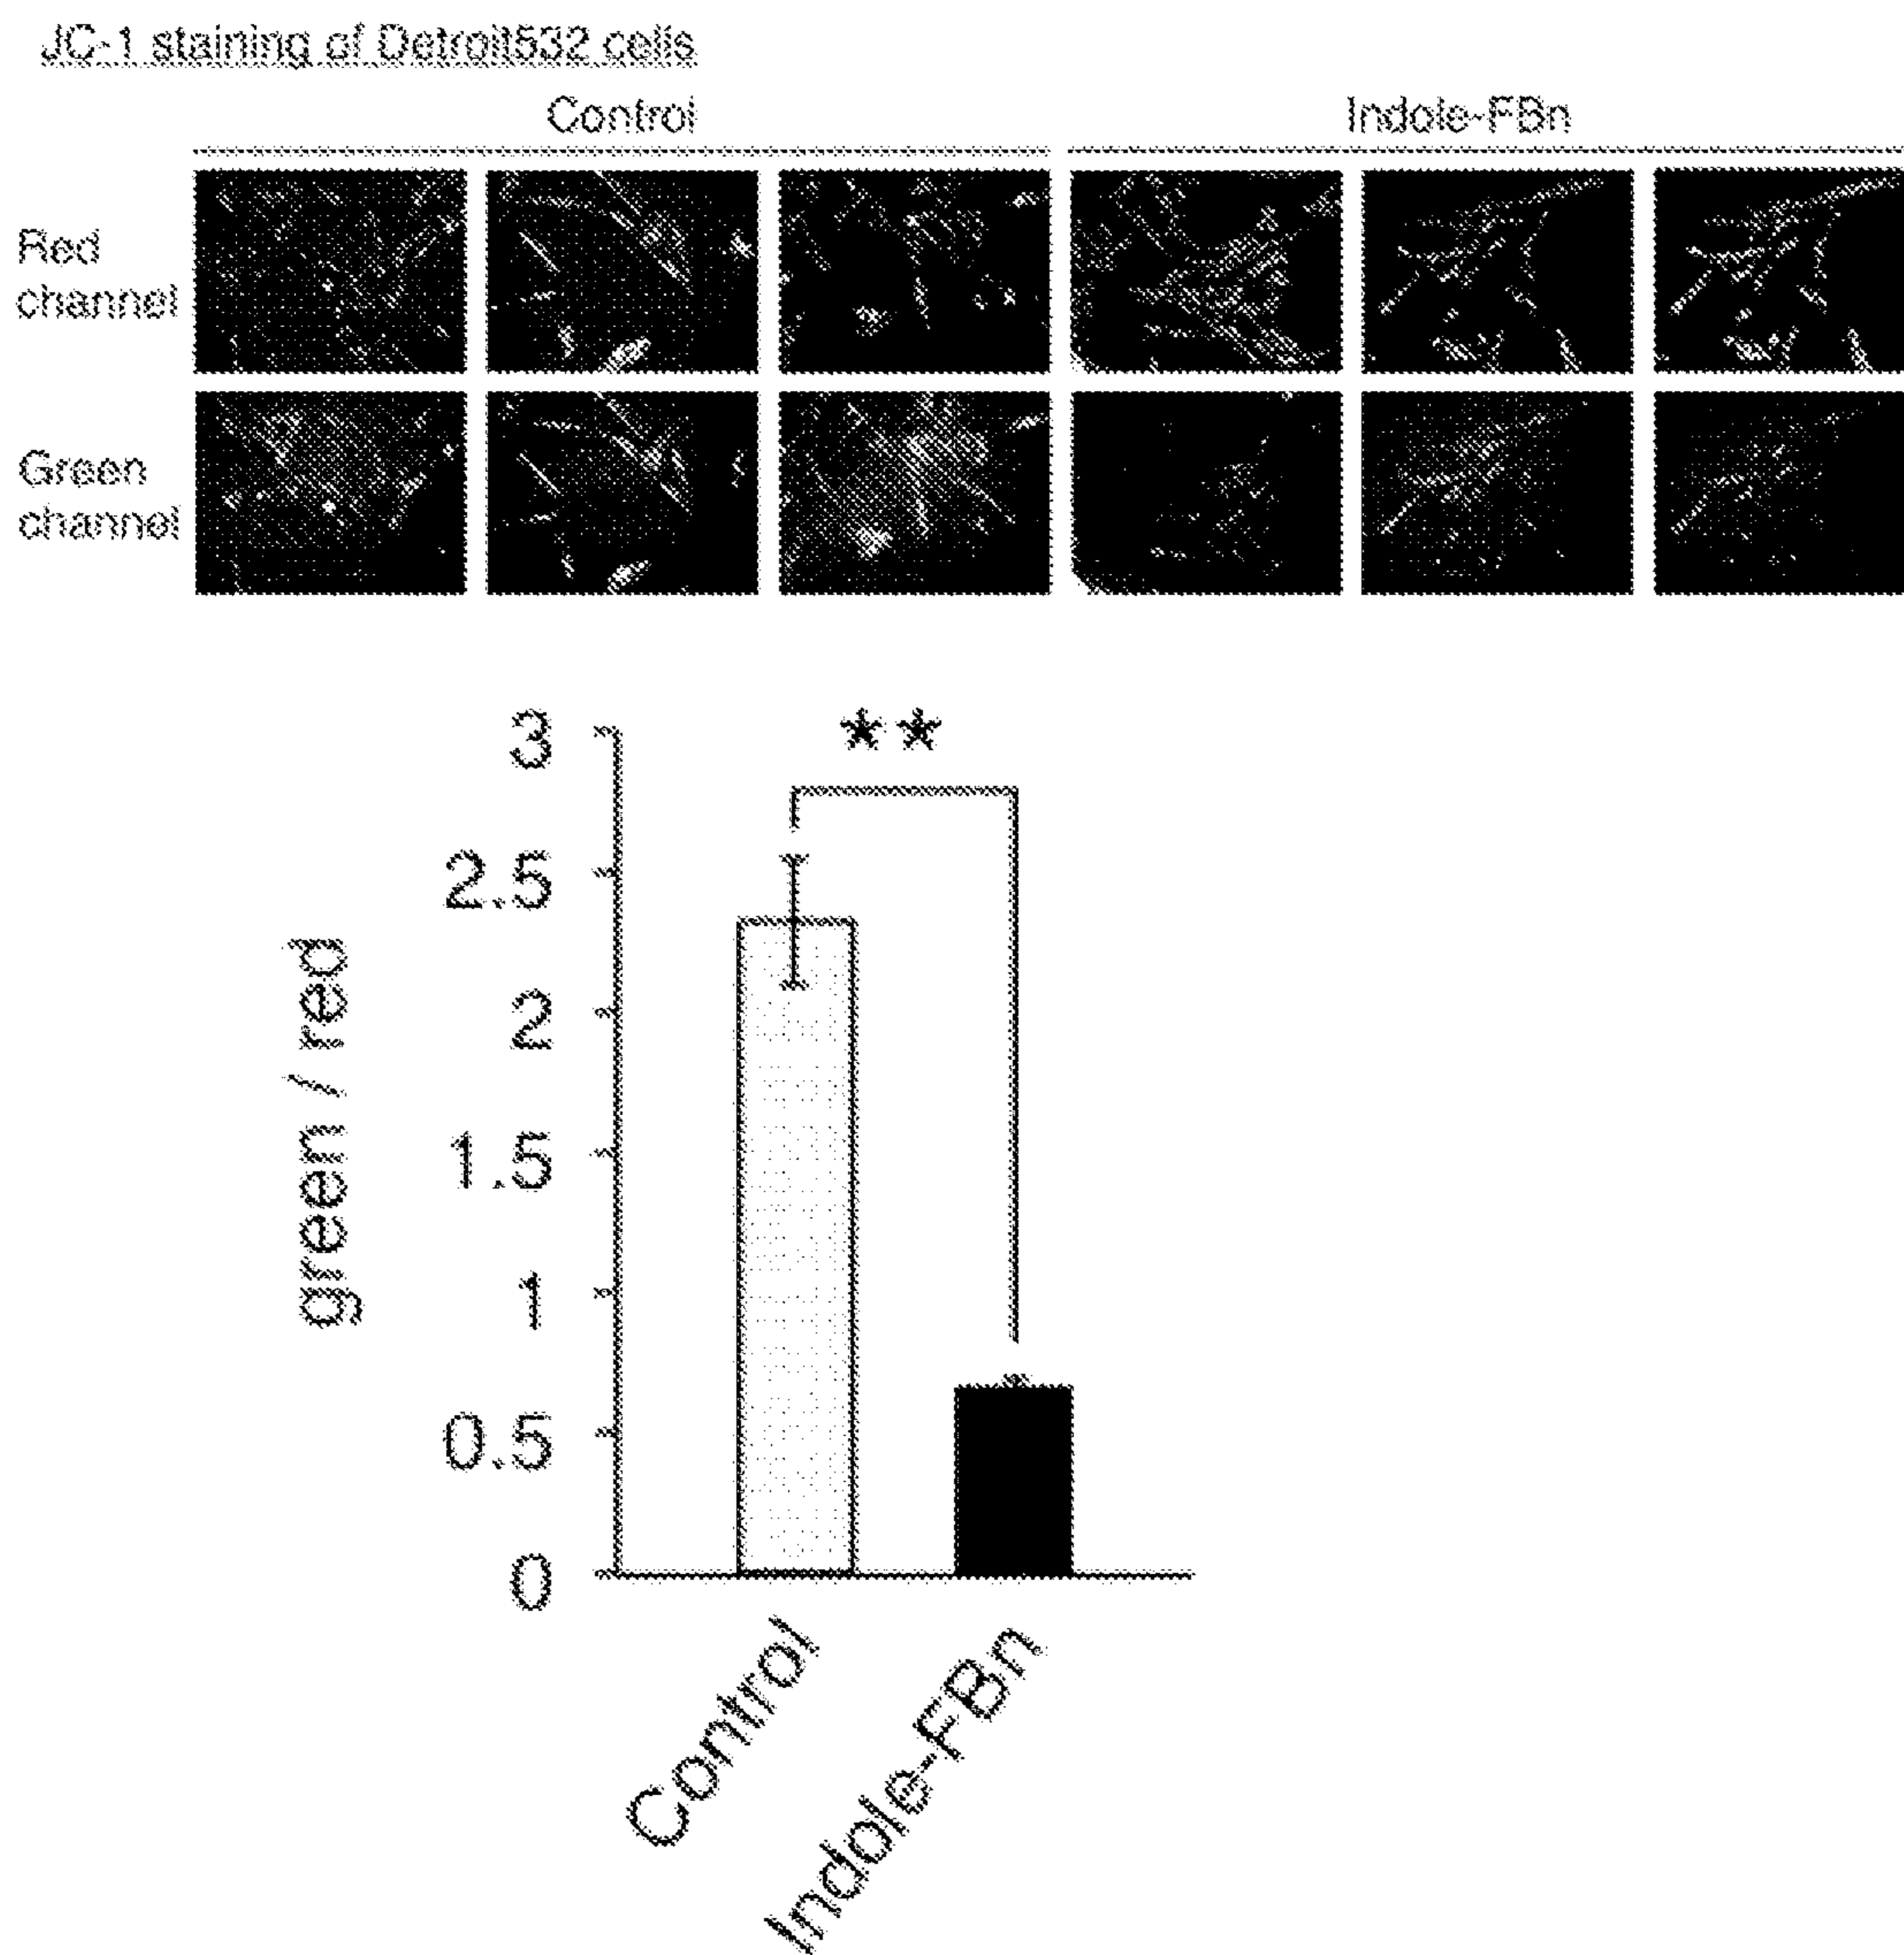 JC-1 staining of Detroit532 cells
Control Indole-FBn
Red
channel
Green
channel
**
3
2.5
2
1.5
1
0.5
0
green / red
Control
Indole-FBn